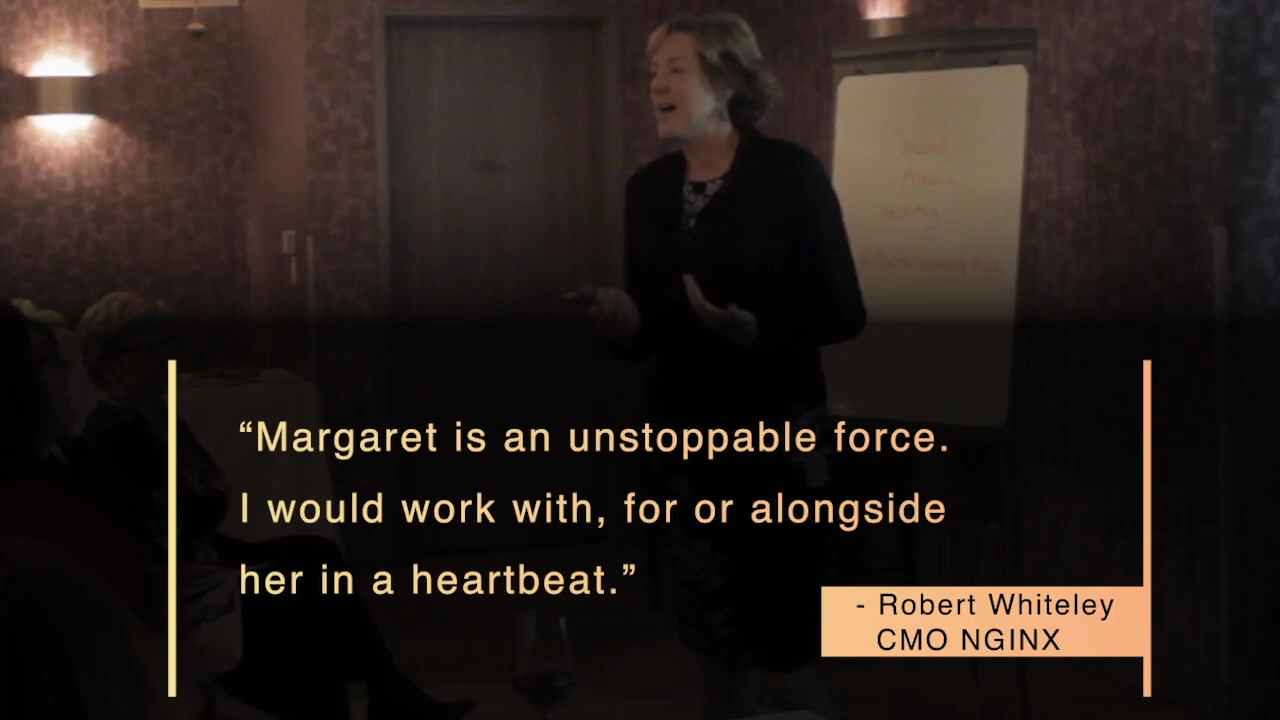 “Margaret is an unstoppable force.
I would work with, for or alongside
her in a heartbeat.”
- Robert Whiteley
CMO NGINX